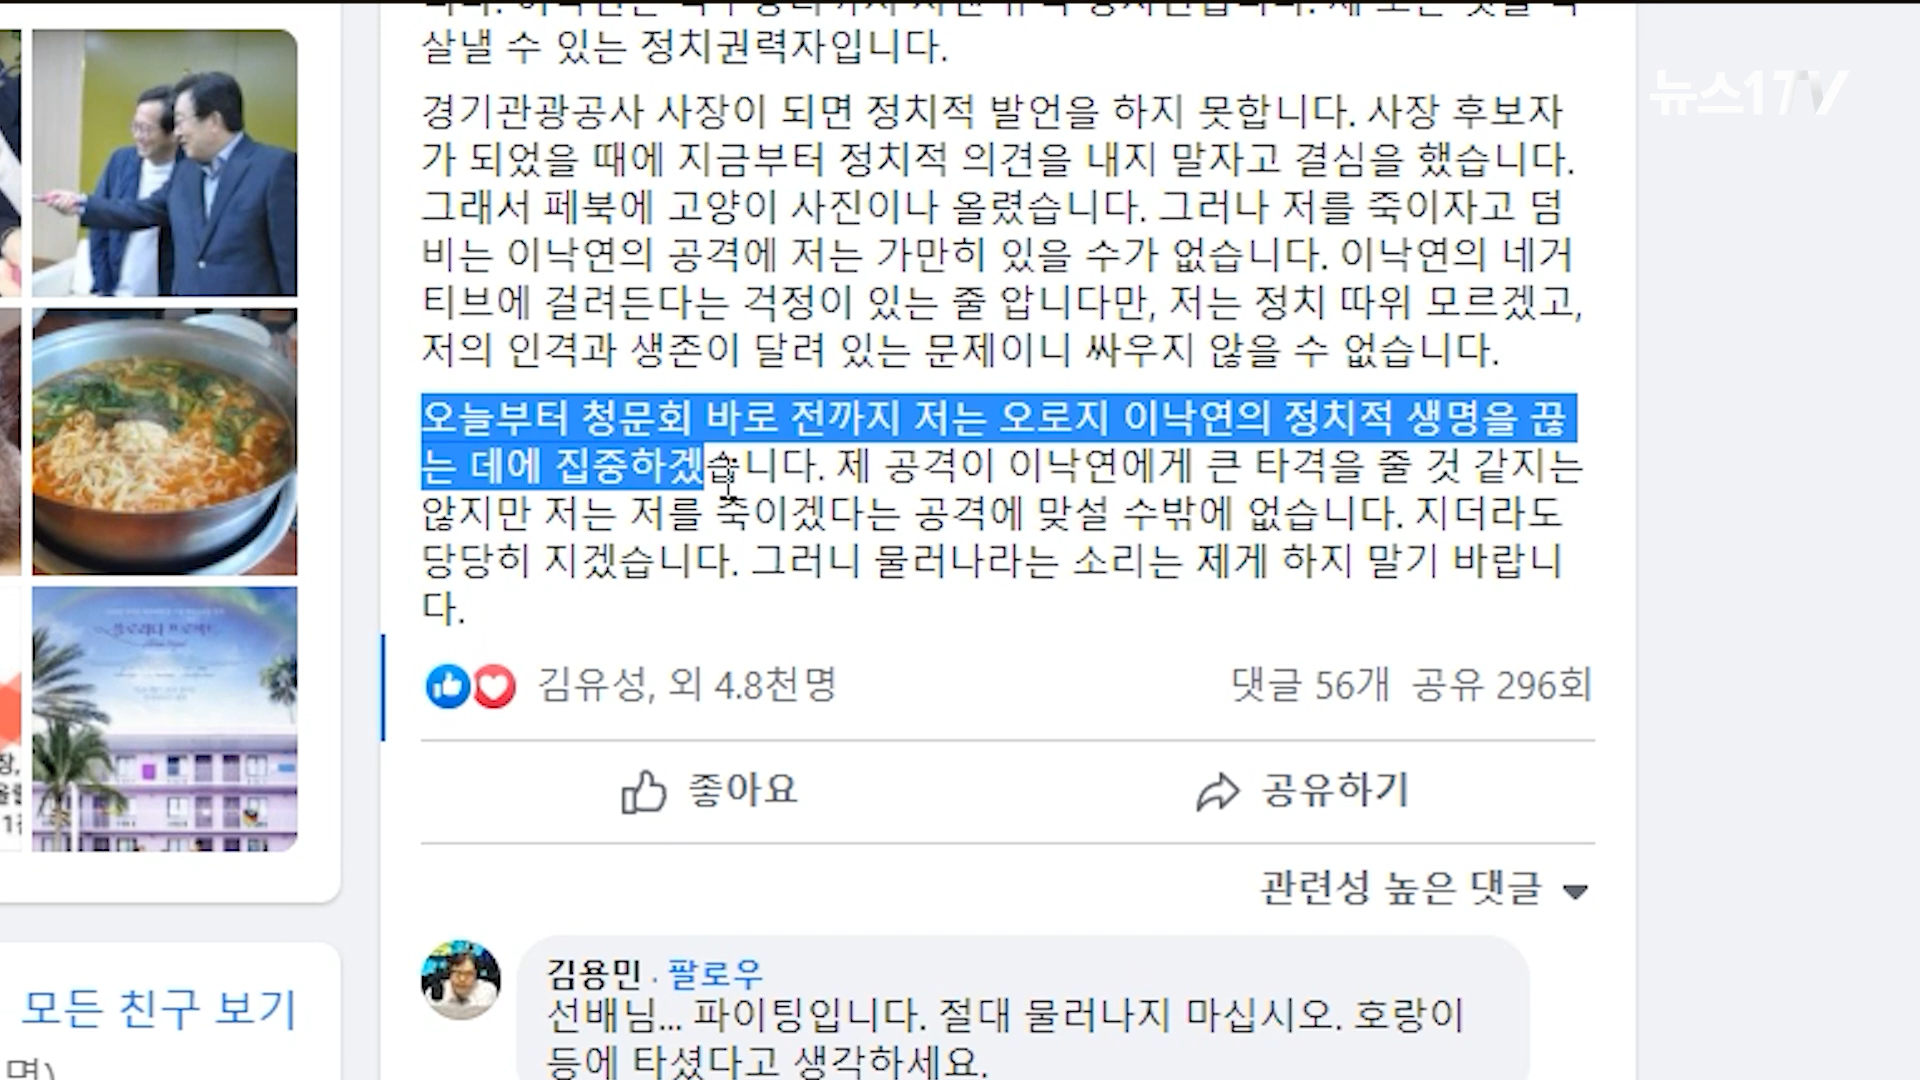 살낼 수 있는 정치권력자입니다.
뉴스17TV
경기관광공사 사장이 되면 정치적 발언을 하지 못합니다. 사장 후보자
가 되었을 때에 지금부터 정치적 의견을 내지 말자고 결심을 했습니다.
그래서 페북에 고양이 사진이나 올렸습니다. 그러나 저를 죽이자고 덤
비는 이낙연의 공격에 저는 가만히 있을 수가 없습니다. 이낙연의 네거
티브에 걸려든다는 걱정이 있는 줄 압니다만, 저는 정치 따위 모르겠고,
저의 인격과 생존이 달려 있는 문제이니 싸우지 않을 수 없습니다.
오늘부터 청문회 바로 전까지 저는 오로지 이낙연의 정치적 생명을 끊
는 데에 집중하겠습니다. 제 공격이 이낙연에게 큰 타격을 줄 것 같지는
않지만 저는 저를 죽이겠다는 공격에 맞설 수밖에 없습니다. 지더라도
당당히 지겠습니다. 그러니 물러나라는 소리는 제게 하지 말기 바랍니
다.
김유성, 외 4.8천명
댓글 56개 공유 296회
좋아요
공유하기
관련성 높은 댓글
김용민 · 팔로우
선배님... 파이팅입니다. 절대 물러나지 마십시오. 호랑이
등에 타셨다고 생각하세요.
플로리다 프로젝트
모든 친구 보기
명)